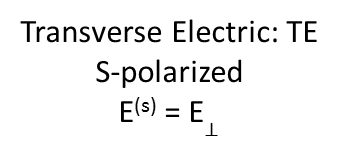 Transverse Electric: TE
S-polarized
E⁽ˢ⁾ = E⊥